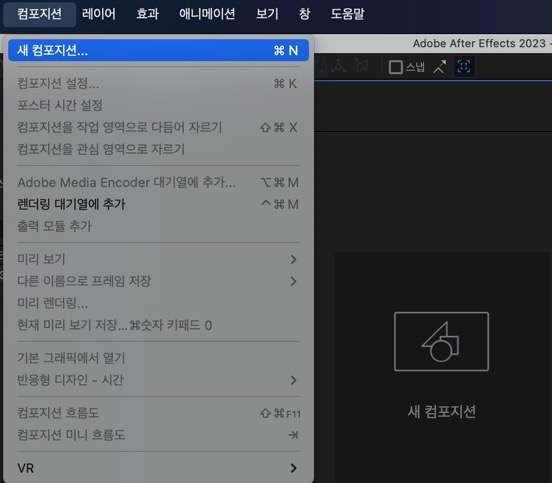 컴포지션 레이어 효과 애니메이션 보기 창 도움말
Adobe After Effects 2023 -
새 컴포지션... ⌘ N
스냅
컴포지션 설정... ⌘ K
포스터 시간 설정
컴포지션을 작업 영역으로 다듬어 자르기 ⇧ ⌘ X
컴포지션을 관심 영역으로 자르기
Adobe Media Encoder 대기열에 추가... ⌥ ⌘ M
렌더링 대기열에 추가 ^ ⌘ M
출력 모듈 추가
미리 보기
다른 이름으로 프레임 저장
미리 렌더링...
현재 미리 보기 저장...⌘숫자 키패드 0
기본 그래픽에서 열기
반응형 디자인 - 시간
컴포지션 흐름도 ⇧ ⌘ F11
컴포지션 미니 흐름도 ⇥
새 컴포지션
VR